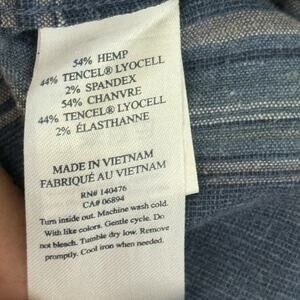 54% HEMP
44% TENCEL® LYOCELL
2% SPANDEX
54% CHANVRE
44% TENCEL® LYOCELL
2% ÉLASTHANNE
MADE IN VIETNAM
FABRIQUÉ AU VIETNAM
RN# 140476
CA# 06894
Turn inside out. Machine wash cold.
With like colors. Gentle cycle. Do
not bleach. Tumble dry low. Remove
promptly. Cool iron when needed.